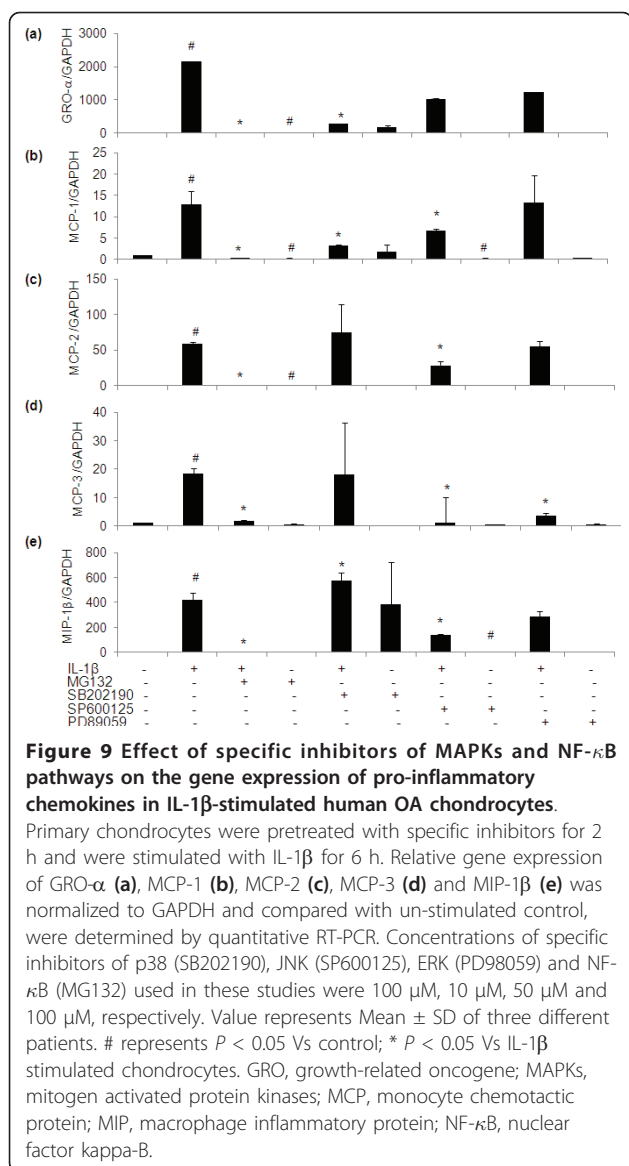 (a)
GRO-α/GAPDH
3000
2000
1000
0
#
*
#
*
(b)
MCP-1/GAPDH
25
20
15
10
5
0
#
*
#
*
*
#
(c)
MCP-2/GAPDH
150
100
50
0
#
*
#
*
(d)
MCP-3/GAPDH
40
30
20
10
0
#
*
*
*
(e)
MIP-1β/GAPDH
800
600
400
200
0
#
*
*
*
#
IL-1β - + + - + - + - + -
MG132 - - + + - - - - - -
SB202190 - - - - + + - - - -
SP600125 - - - - - - + + - -
PD89059 - - - - - - - - + +
Figure 9 Effect of specific inhibitors of MAPKs and NF-κB
pathways on the gene expression of pro-inflammatory
chemokines in IL-1β-stimulated human OA chondrocytes.
Primary chondrocytes were pretreated with specific inhibitors for 2
h and were stimulated with IL-1β for 6 h. Relative gene expression
of GRO-α (a), MCP-1 (b), MCP-2 (c), MCP-3 (d) and MIP-1β (e) was
normalized to GAPDH and compared with un-stimulated control,
were determined by quantitative RT-PCR. Concentrations of specific
inhibitors of p38 (SB202190), JNK (SP600125), ERK (PD98059) and NF-
κB (MG132) used in these studies were 100 μM, 10 μM, 50 μM and
100 μM, respectively. Value represents Mean ± SD of three different
patients. # represents P < 0.05 Vs control; * P < 0.05 Vs IL-1β
stimulated chondrocytes. GRO, growth-related oncogene; MAPKs,
mitogen activated protein kinases; MCP, monocyte chemotactic
protein; MIP, macrophage inflammatory protein; NF-κB, nuclear
factor kappa-B.